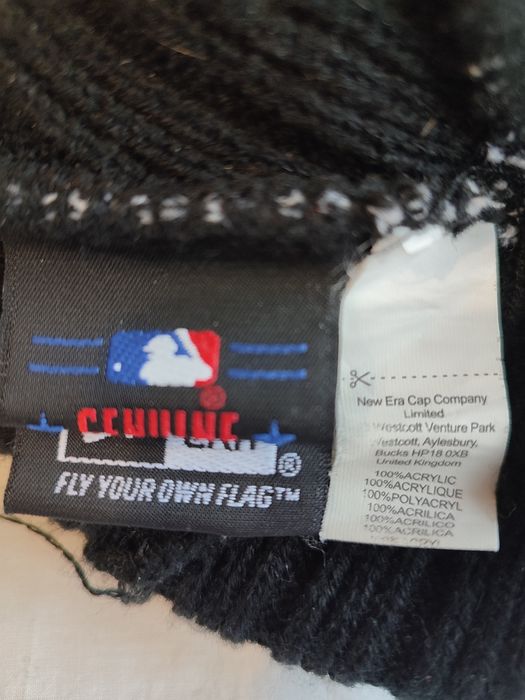 GENUINE
®
FLY YOUR OWN FLAG™
New Era Cap Company
Limited
Westcott Venture Park
Westcott, Aylesbury,
Bucks HP18 0XB
United Kingdom
100%ACRYLIC
100%ACRYLIQUE
100%POLYACRYL
100%ACRILICA
100%ACRILICO
100%ACRILICA